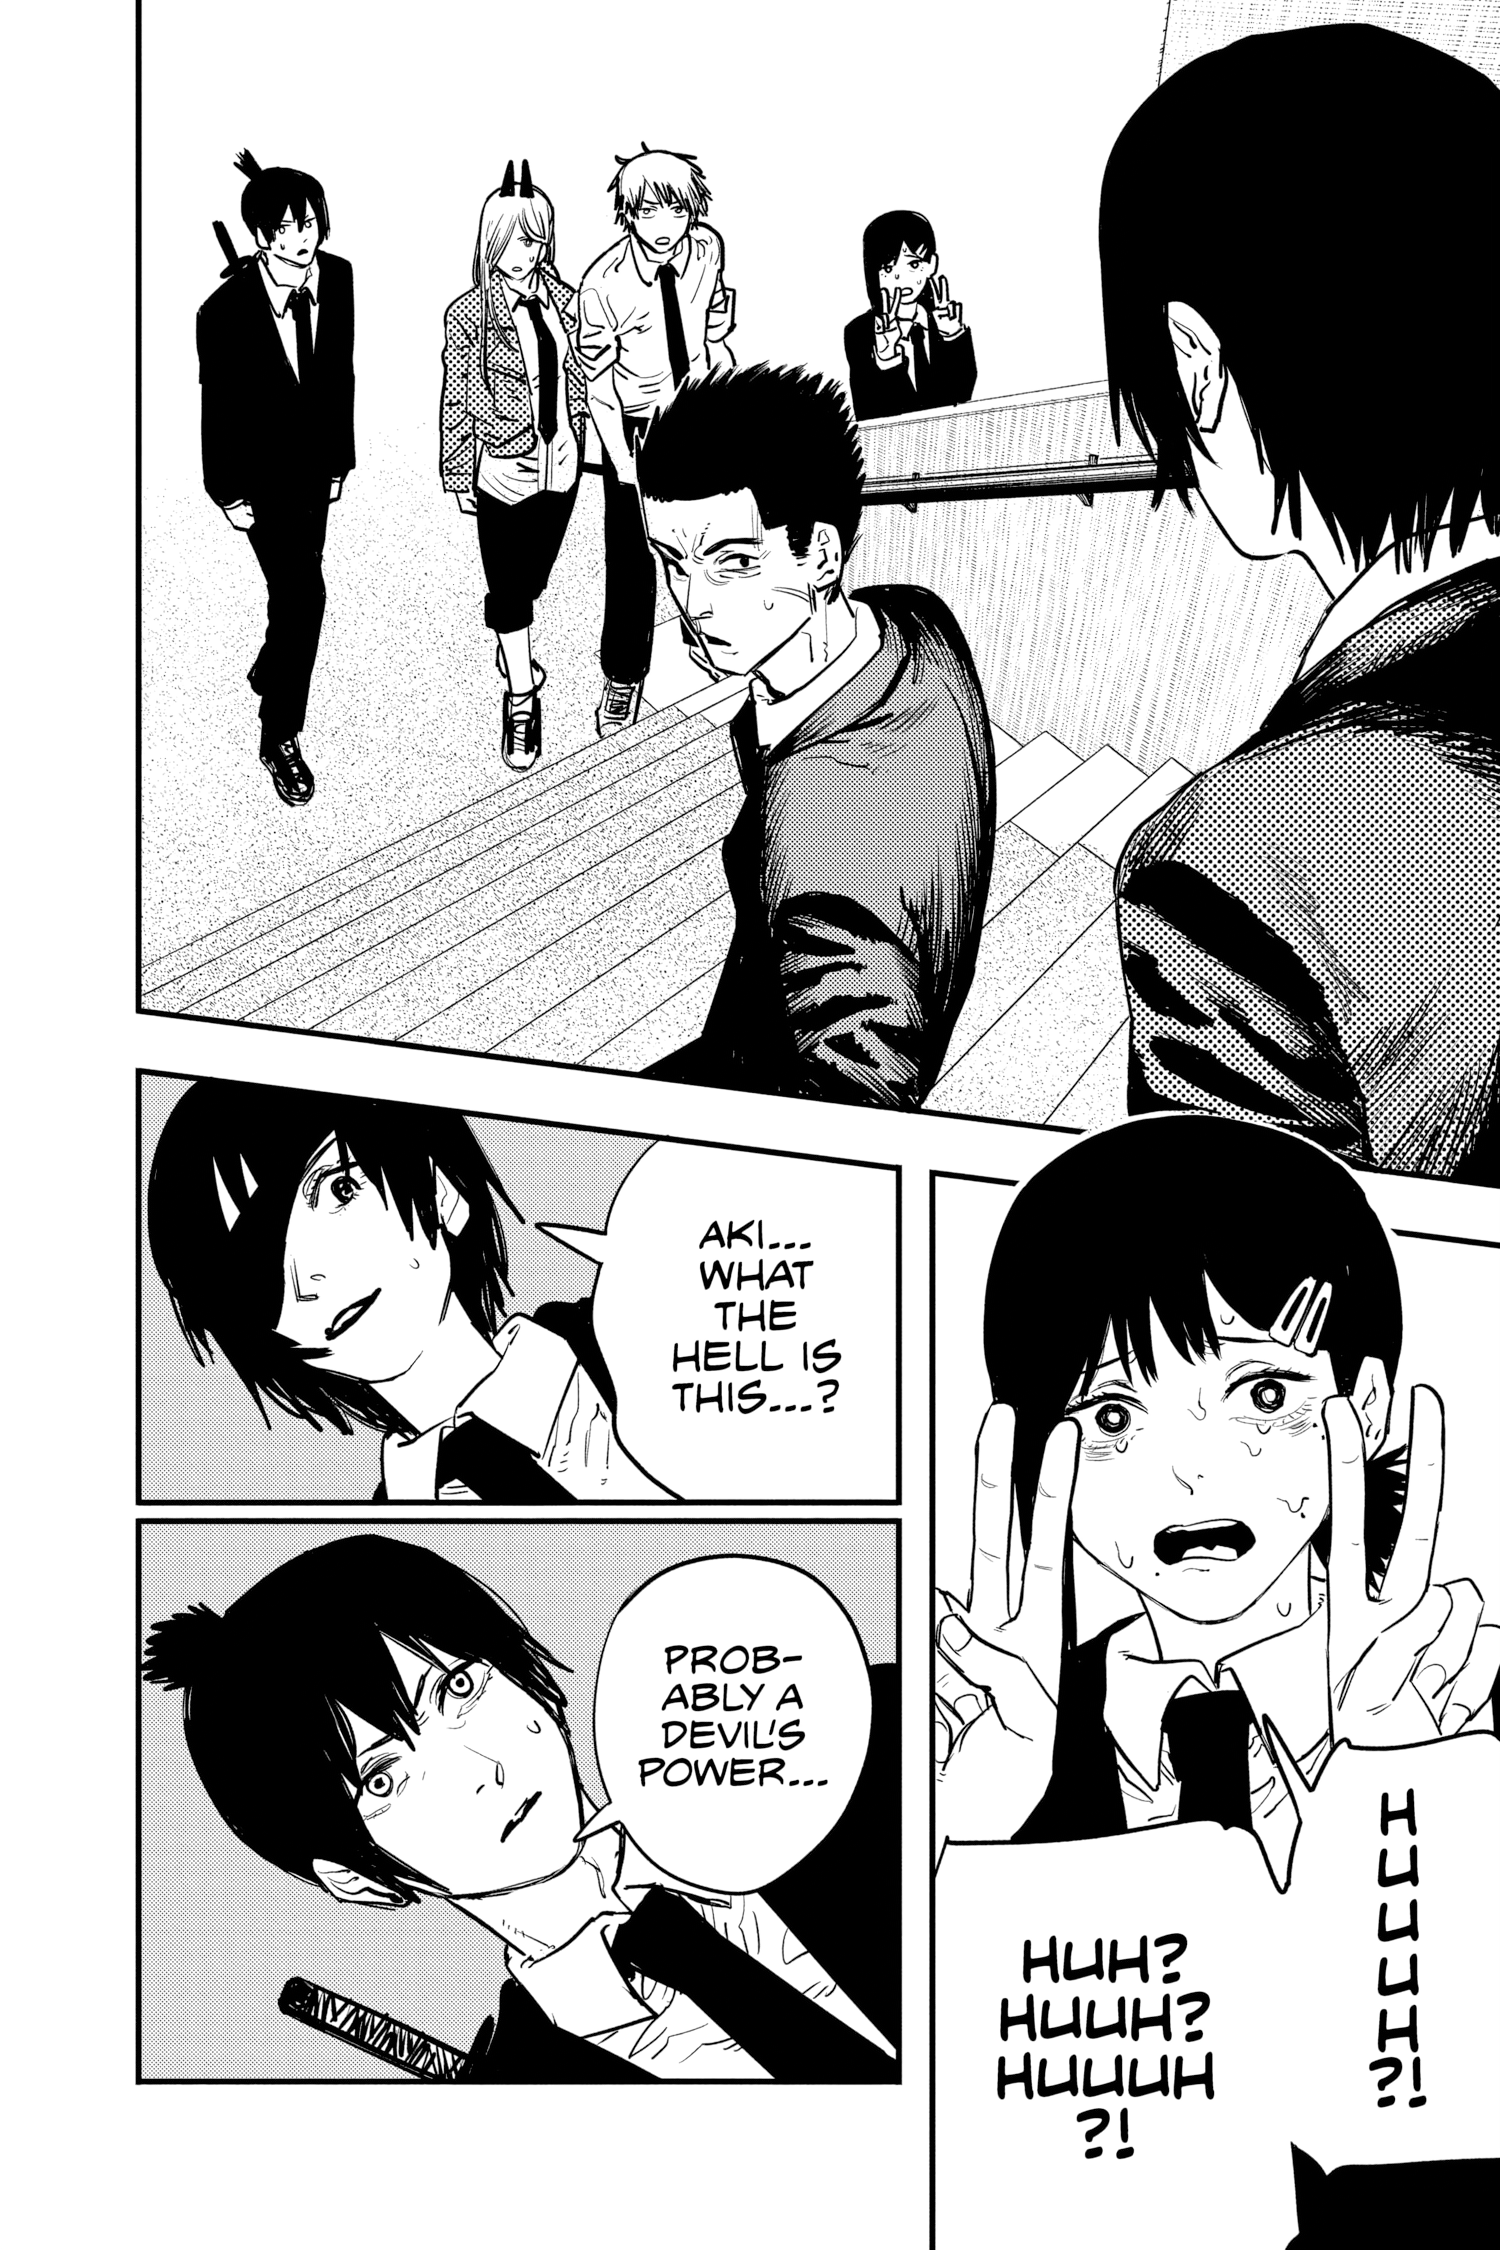 HUUUUH
?!
HUH?
HUUH?
HUUUH
?!
AKI...
WHAT
THE
HELL IS
THIS...?
PROB-
ABLY A
DEVIL'S
POWER...